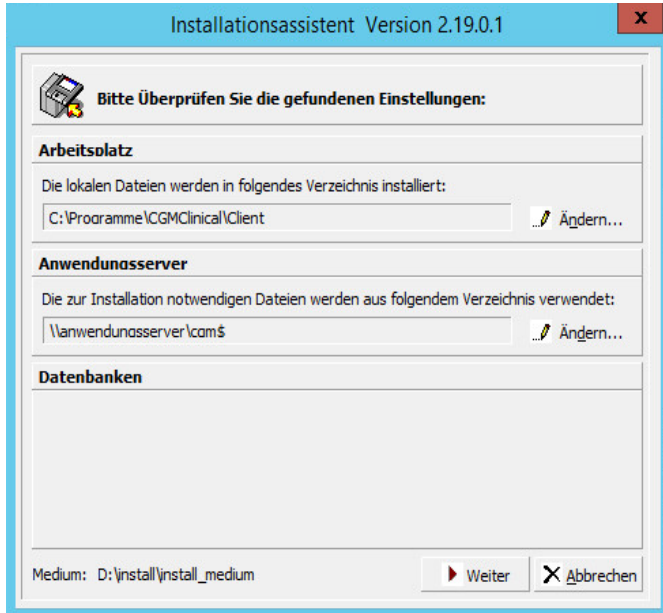 Installationsassistent Version 2.19.0.1
x
Bitte Überprüfen Sie die gefundenen Einstellungen:
Arbeitsplatz
Die lokalen Dateien werden in folgendes Verzeichnis installiert:
C:\Programme\CGMClinical\Client
Ändern...
Anwendungsserver
Die zur Installation notwendigen Dateien werden aus folgendem Verzeichnis verwendet:
\\anwendungsserver\cgm$
Ändern...
Datenbanken
Medium: D:\install\install_medium
Weiter
Abbrechen